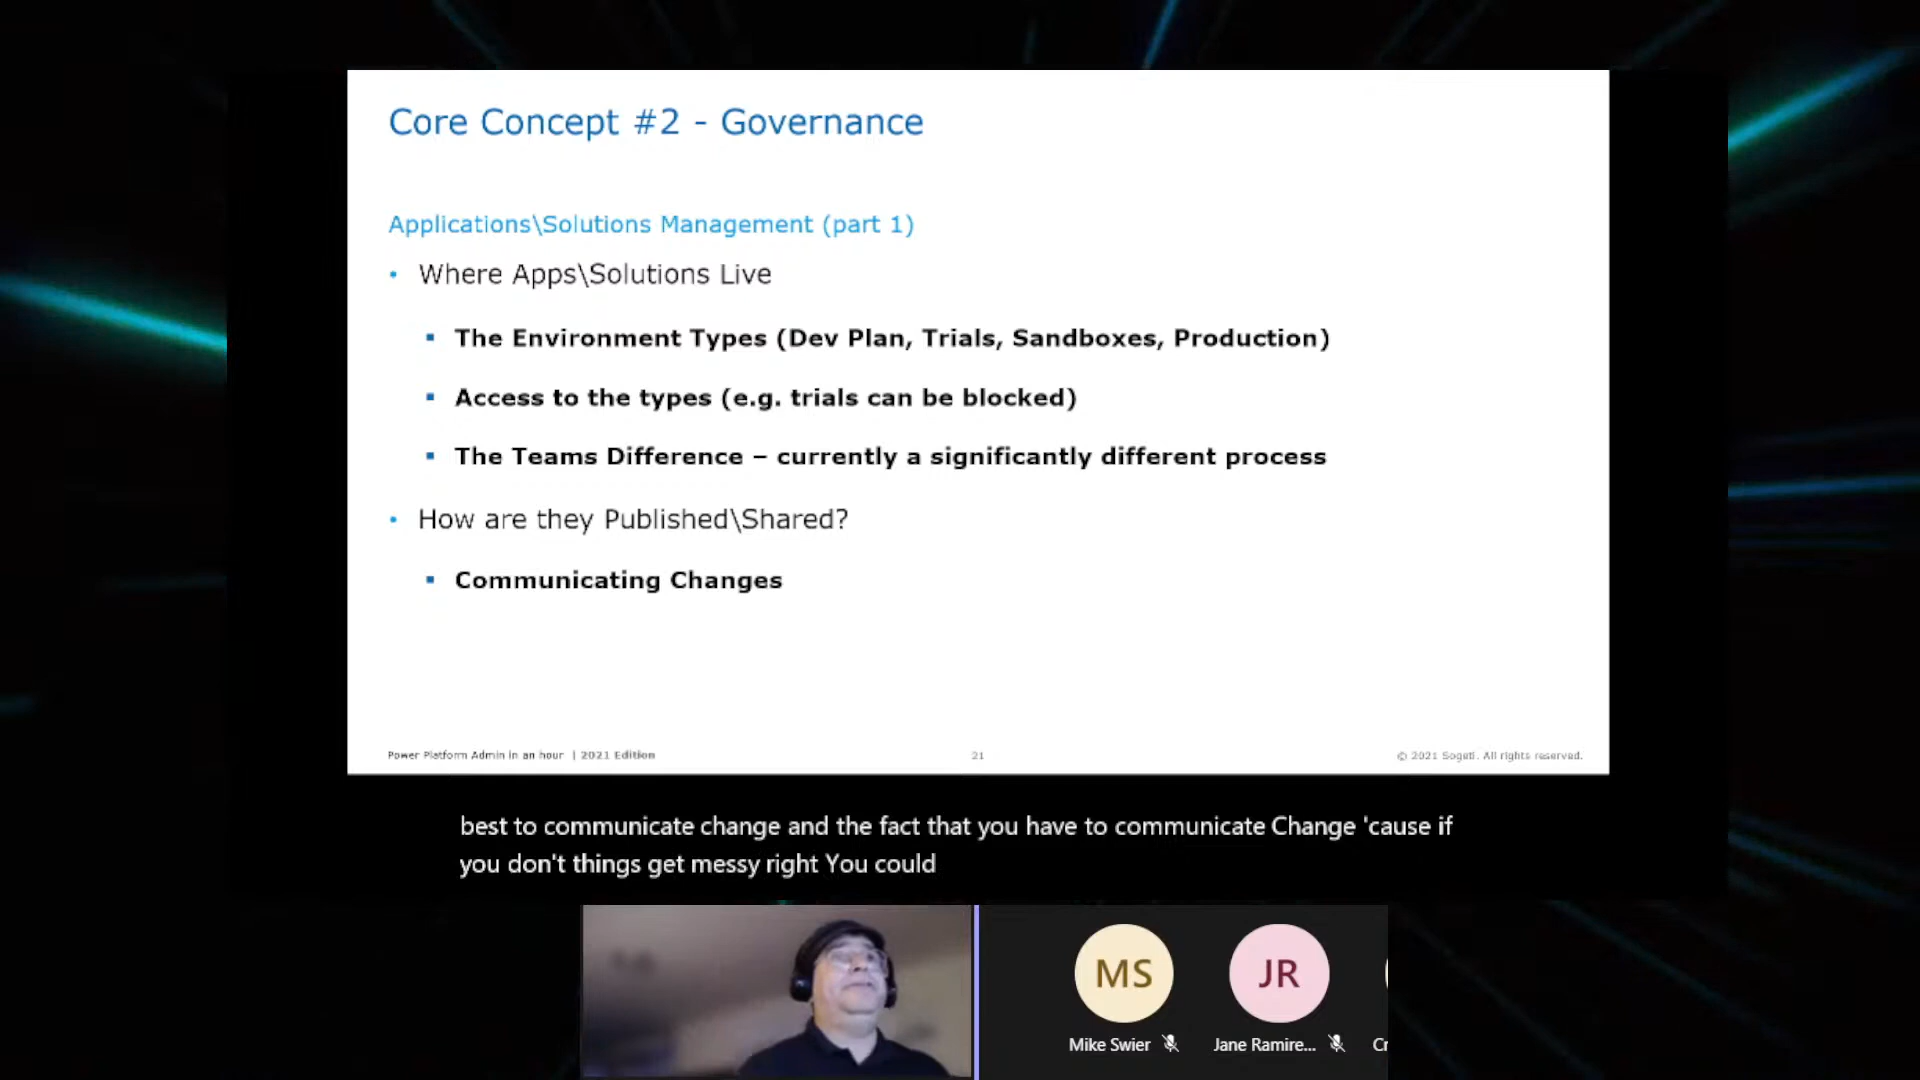 Core Concept #2 - Governance
Applications\Solutions Management (part 1)
• Where Apps\Solutions Live
▪ The Environment Types (Dev Plan, Trials, Sandboxes, Production)
▪ Access to the types (e.g. trials can be blocked)
▪ The Teams Difference – currently a significantly different process
• How are they Published\Shared?
▪ Communicating Changes
Power Platform Admin in an hour | 2021 Edition
21
© 2021 Sogeti. All rights reserved.
best to communicate change and the fact that you have to communicate Change 'cause if
you don't things get messy right You could
MS
JR
Mike Swier
Jane Ramire...
Cr